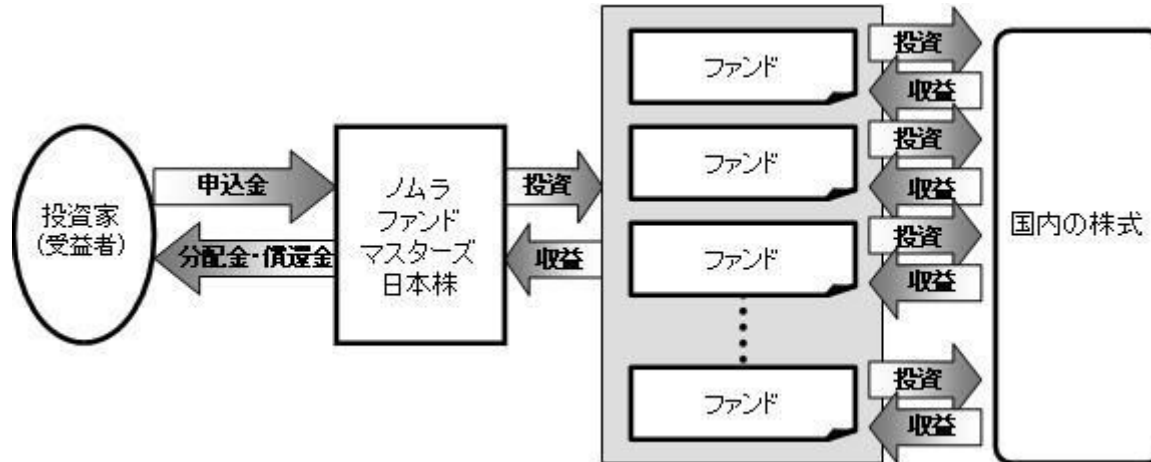 投資家
(受益者)
申込金
分配金・償還金
ノムラ
ファンド
マスターズ
日本株
投資
収益
ファンド
投資
収益
ファンド
投資
収益
ファンド
投資
収益
ファンド
投資
収益
国内の株式